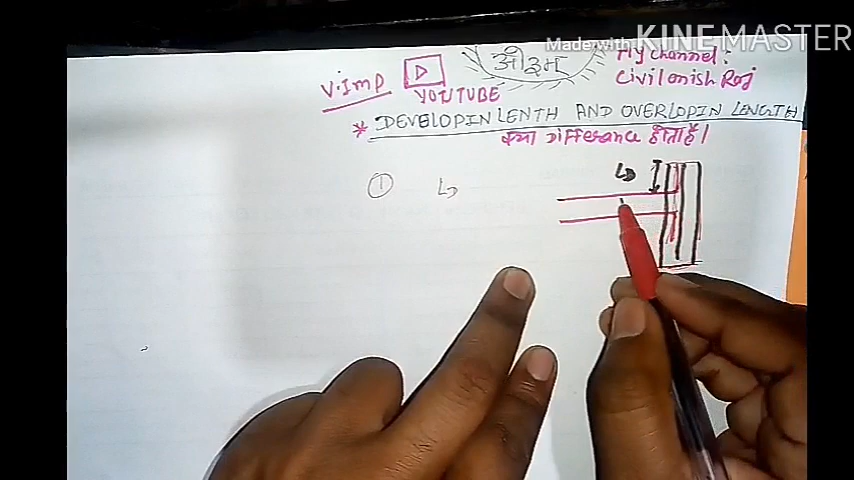 Made with KINEMASTER
ओइम
My channel:
Civil onish Raj
V.Imp
YOUTUBE
* DEVELOPIN LENTH AND OVERLOPIN LENGTH
क्या Difference होता है।
① Ld
Ld